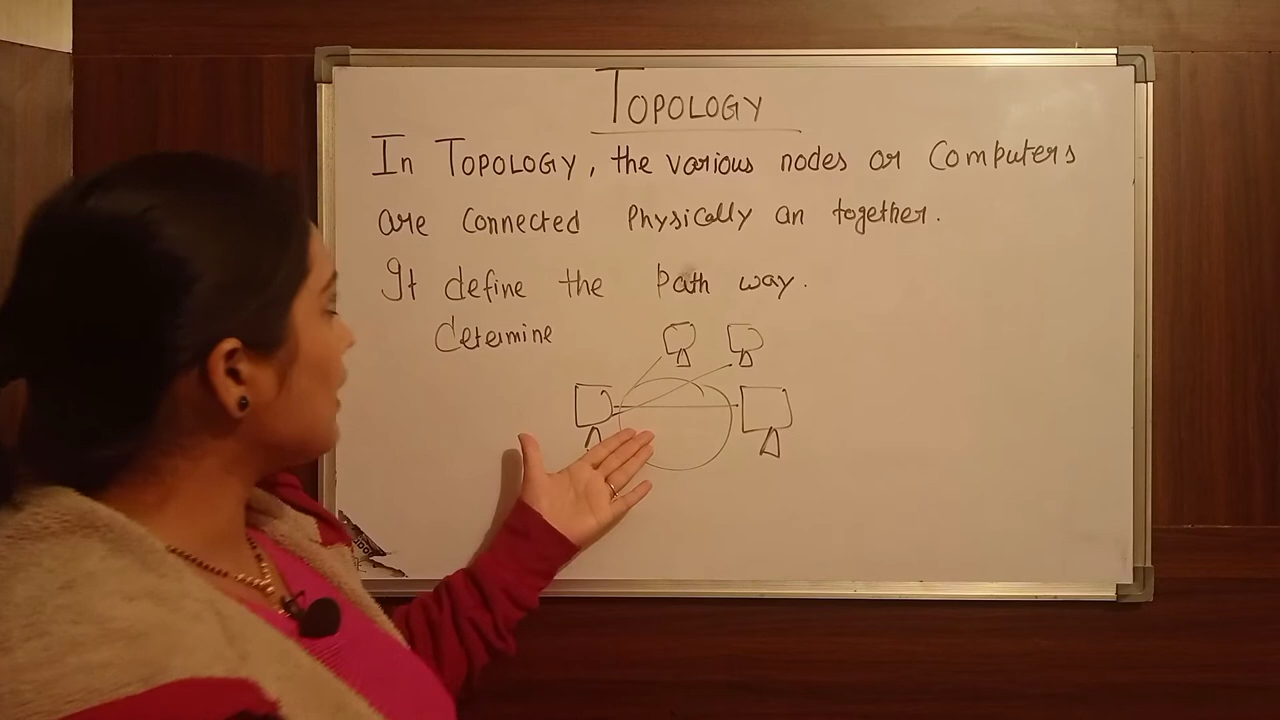 TOPOLOGY
In TOPOLOGY, the various nodes or Computers
are Connected Physically an together.
It define the Path way.
determine